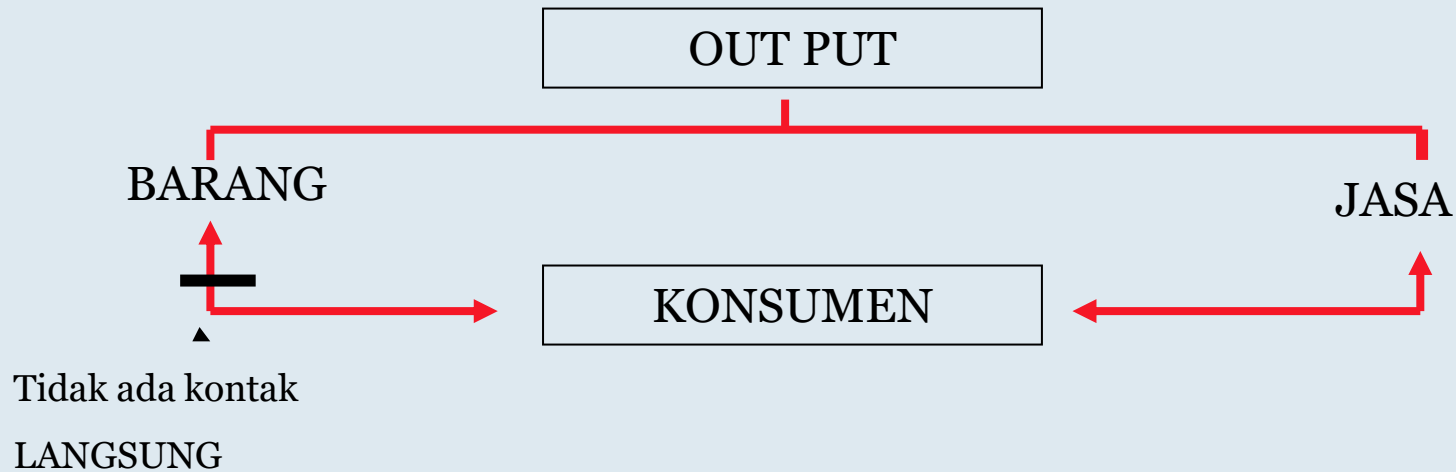 OUT PUT
BARANG
JASA
KONSUMEN
Tidak ada kontak
LANGSUNG